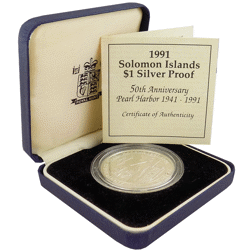 1991
Solomon Islands
$1 Silver Proof
50th Anniversary
Pearl Harbor 1941 - 1991
Certificate of Authenticity